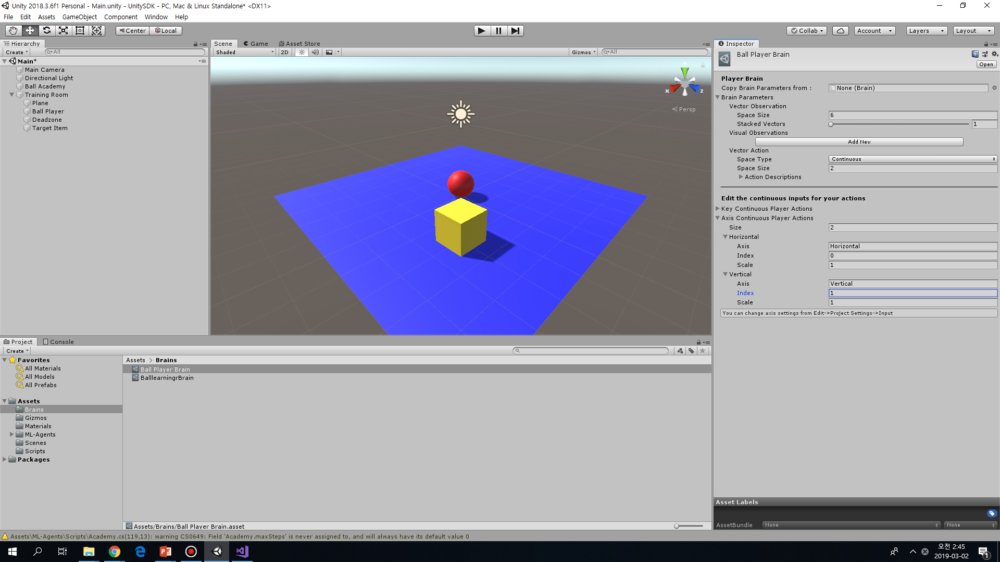 Unity 2018.3.6f1 Personal - Main.unity - UnitySDK - PC, Mac & Linux Standalone* <DX11>
File Edit Assets GameObject Component Window Help
Center Local
Collab Account Layers Layout
Hierarchy
Create All
Main*
Main Camera
Directional Light
Ball Academy
Training Room
Plane
Ball Player
Deadzone
Target Item
Scene Game Asset Store
Shaded 2D Gizmos All
y
x z
Persp
Inspector
Ball Player Brain
Open
Player Brain
Copy Brain Parameters from : None (Brain)
Brain Parameters
Vector Observation
Space Size 6
Stacked Vectors 1
Visual Observations
Add New
Vector Action
Space Type Continuous
Space Size 2
Action Descriptions
Edit the continuous inputs for your actions
Key Continuous Player Actions
Axis Continuous Player Actions
Size 2
Horizontal
Axis Horizontal
Index 0
Scale 1
Vertical
Axis Vertical
Index 1
Scale 1
You can change axis settings from Edit->Project Settings->Input
Asset Labels
AssetBundle None None
Project Console
Create
Favorites
All Materials
All Models
All Prefabs
Assets
Brains
Gizmos
Materials
ML-Agents
Scenes
Scripts
Packages
Assets > Brains
Ball Player Brain
BalllearningrBrain
Assets/Brains/Ball Player Brain.asset
Assets\ML-Agents\Scripts\Academy.cs(119,13): warning CS0649: Field 'Academy.maxSteps' is never assigned to, and will always have its default value 0
오전 2:45
2019-03-02
1